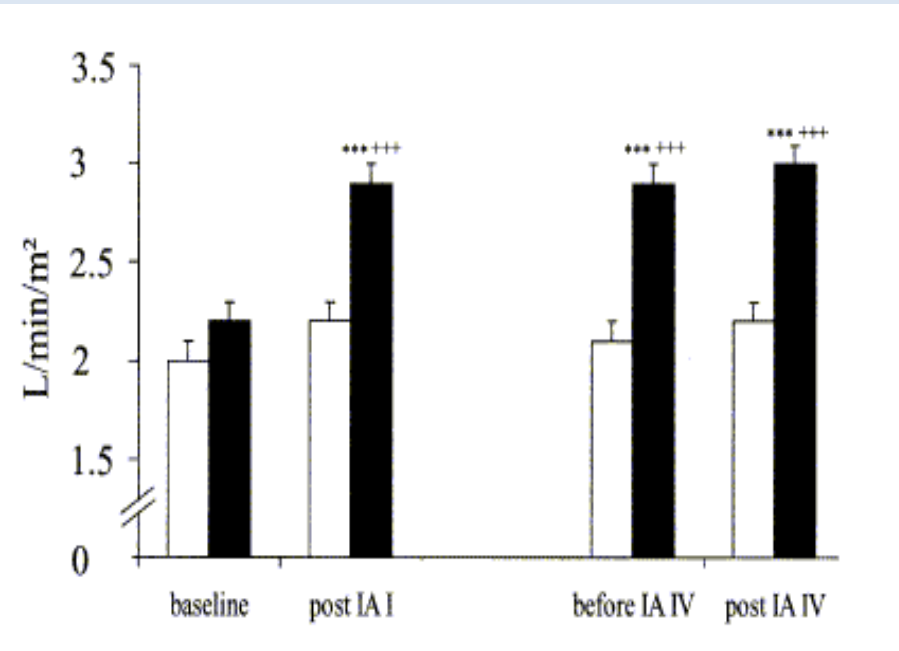 3.5
***+++
***+++
***+++
3
2.5
L/min/m²
2
1.5
0
baseline
post IA I
before IA IV
post IA IV